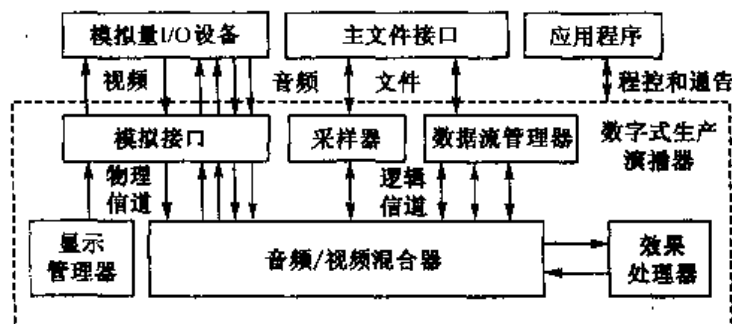 模拟量I/O设备
主文件接口
应用程序
视频
音频
文件
程控和通告
模拟接口
采样器
数据流管理器
数字式生产
演播器
物理
信道
逻辑
信道
显示
管理器
音频/视频混合器
效果
处理器